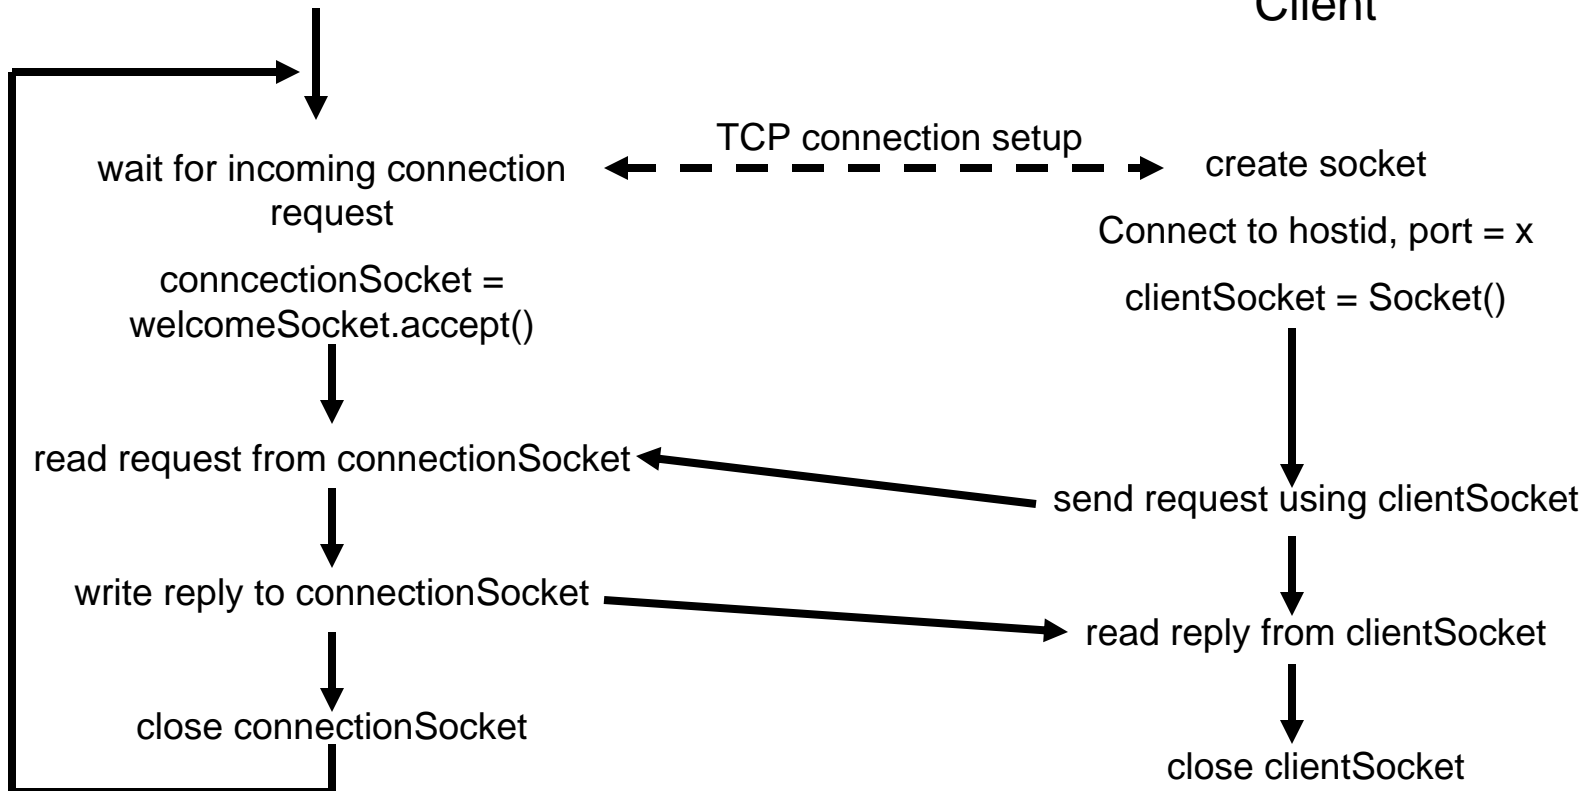 Client
TCP connection setup
wait for incoming connection
request
conncectionSocket =
welcomeSocket.accept()
read request from connectionSocket
write reply to connectionSocket
close connectionSocket
create socket
Connect to hostid, port = x
clientSocket = Socket()
send request using clientSocket
read reply from clientSocket
close clientSocket